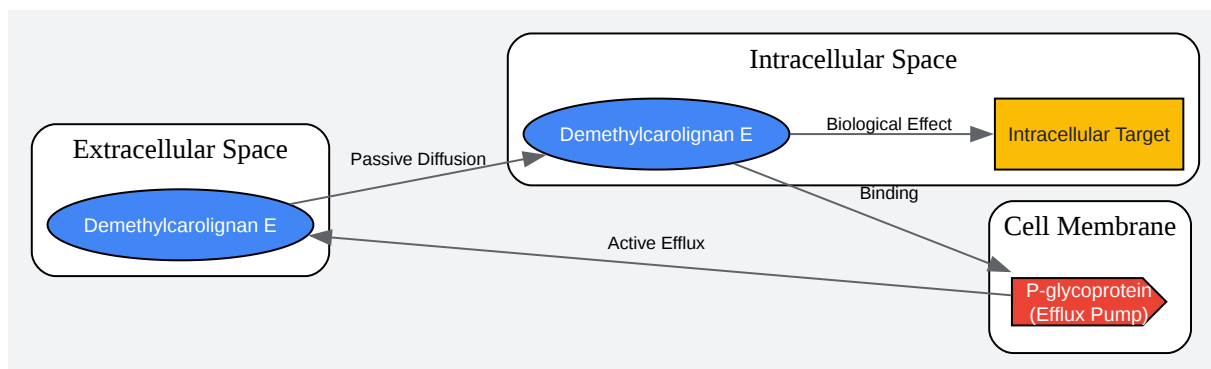 Intracellular Space
Demethylcarolignan E
Biological Effect
Intracellular Target
Extracellular Space
Passive Diffusion
Demethylcarolignan E
Binding
Active Efflux
Cell Membrane
P-glycoprotein
(Efflux Pump)